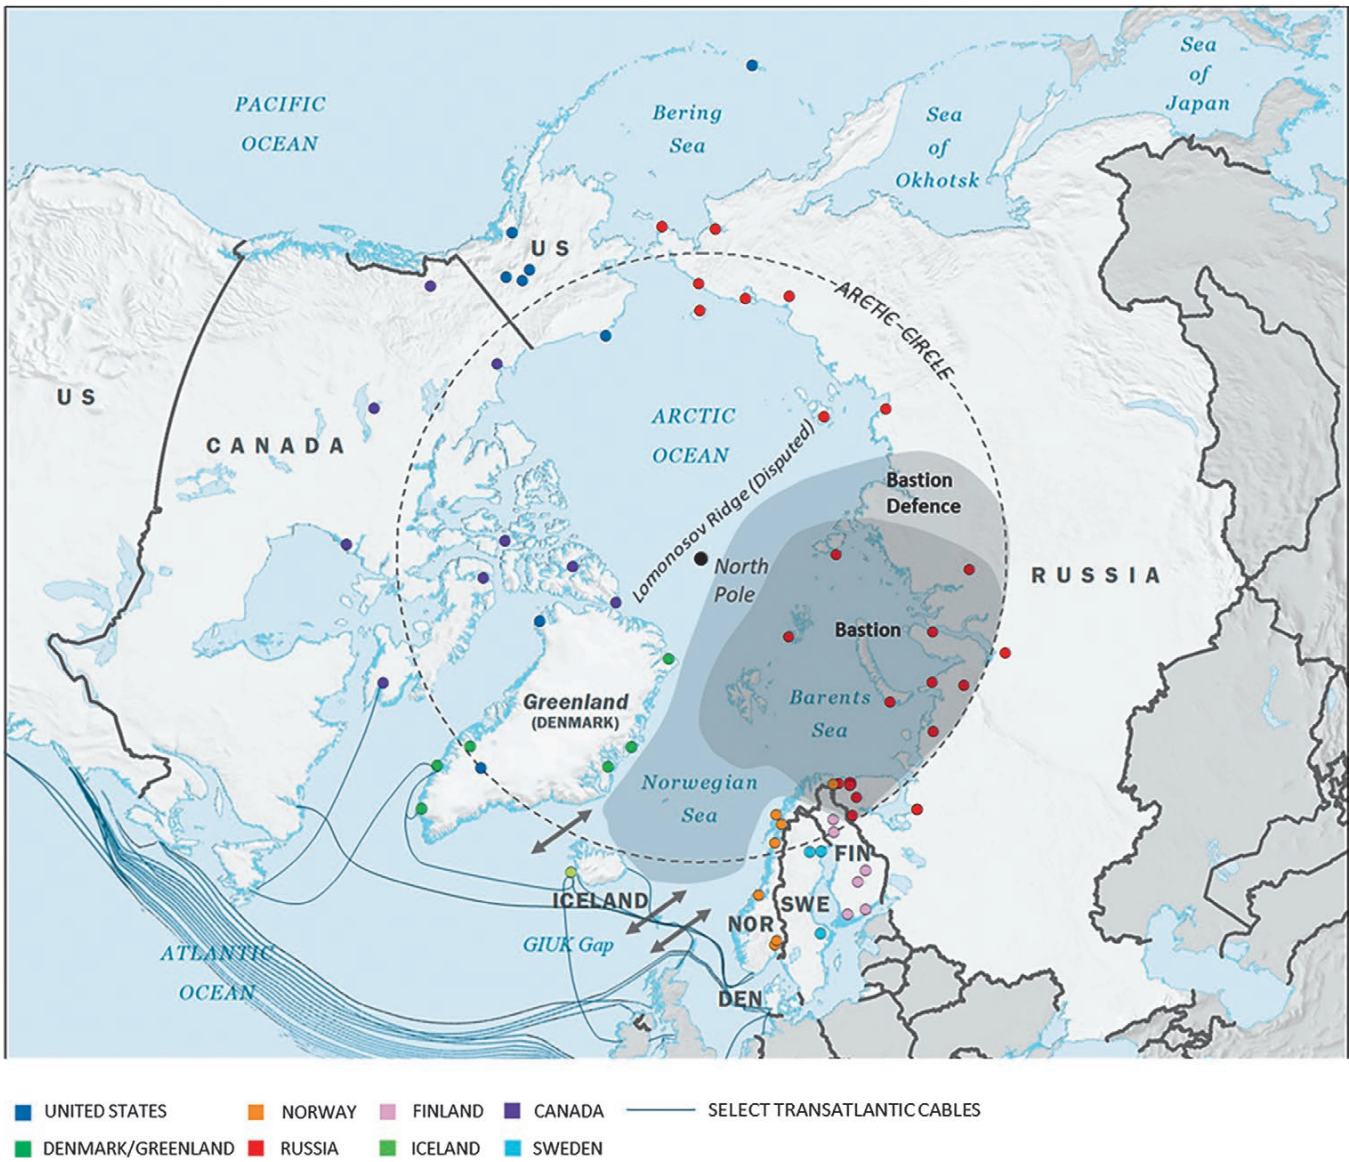 Sea
of
Japan
PACIFIC
OCEAN
Bering
Sea
Sea
of
Okhotsk
US
ARCTIC CIRCLE
US
CANADA
ARCTIC
OCEAN
Lomonosov Ridge (Disputed)
Bastion
Defence
North
Pole
RUSSIA
Bastion
Greenland
(DENMARK)
Barents
Sea
Norwegian
Sea
FIN
ICELAND
SWE
NOR
GIUK Gap
ATLANTIC
OCEAN
DEN
UNITED STATES
NORWAY
FINLAND
CANADA
SELECT TRANSATLANTIC CABLES
DENMARK/GREENLAND
RUSSIA
ICELAND
SWEDEN